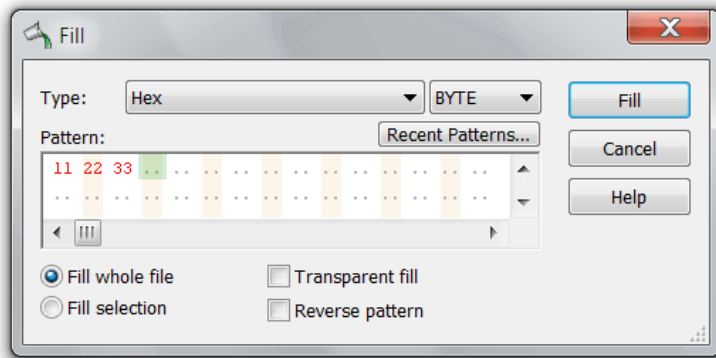 Fill
Type: Hex BYTE Fill
Pattern: Recent Patterns... Cancel
11 22 33 .. .. .. .. .. .. .. .. .. .. .. ..
.. .. .. .. .. .. .. .. .. .. .. .. .. .. .. Help
Fill whole file Transparent fill
Fill selection Reverse pattern